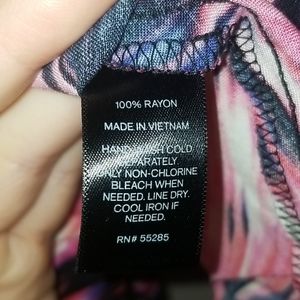 100% RAYON
MADE IN VIETNAM
HAND WASH COLD
SEPARATELY.
ONLY NON-CHLORINE
BLEACH WHEN
NEEDED. LINE DRY.
COOL IRON IF
NEEDED.
RN# 55285